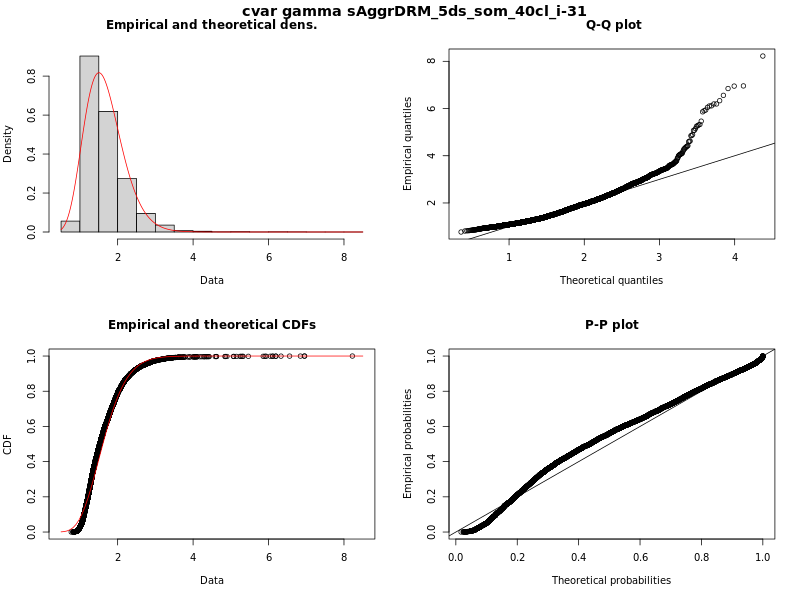 cvar gamma sAggrDRM_5ds_som_40cl_i-31
Empirical and theoretical dens.
Density
0.0 0.2 0.4 0.6 0.8
2 4 6 8
Data
Q-Q plot
Empirical quantiles
2 4 6 8
1 2 3 4
Theoretical quantiles
Empirical and theoretical CDFs
CDF
0.0 0.2 0.4 0.6 0.8 1.0
2 4 6 8
Data
P-P plot
Empirical probabilities
0.0 0.2 0.4 0.6 0.8 1.0
0.0 0.2 0.4 0.6 0.8 1.0
Theoretical probabilities